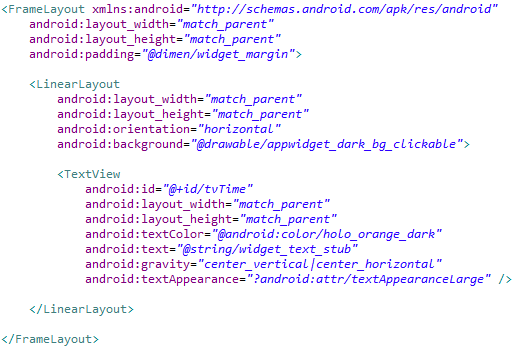 <FrameLayout xmlns:android="http://schemas.android.com/apk/res/android"
    android:layout_width="match_parent"
    android:layout_height="match_parent"
    android:padding="@dimen/widget_margin">

    <LinearLayout
        android:layout_width="match_parent"
        android:layout_height="match_parent"
        android:orientation="horizontal"
        android:background="@drawable/appwidget_dark_bg_clickable">

        <TextView
            android:id="@+id/tvTime"
            android:layout_width="match_parent"
            android:layout_height="match_parent"
            android:textColor="@android:color/holo_orange_dark"
            android:text="@string/widget_text_stub"
            android:gravity="center_vertical|center_horizontal"
            android:textAppearance="?android:attr/textAppearanceLarge" />

    </LinearLayout>

</FrameLayout>